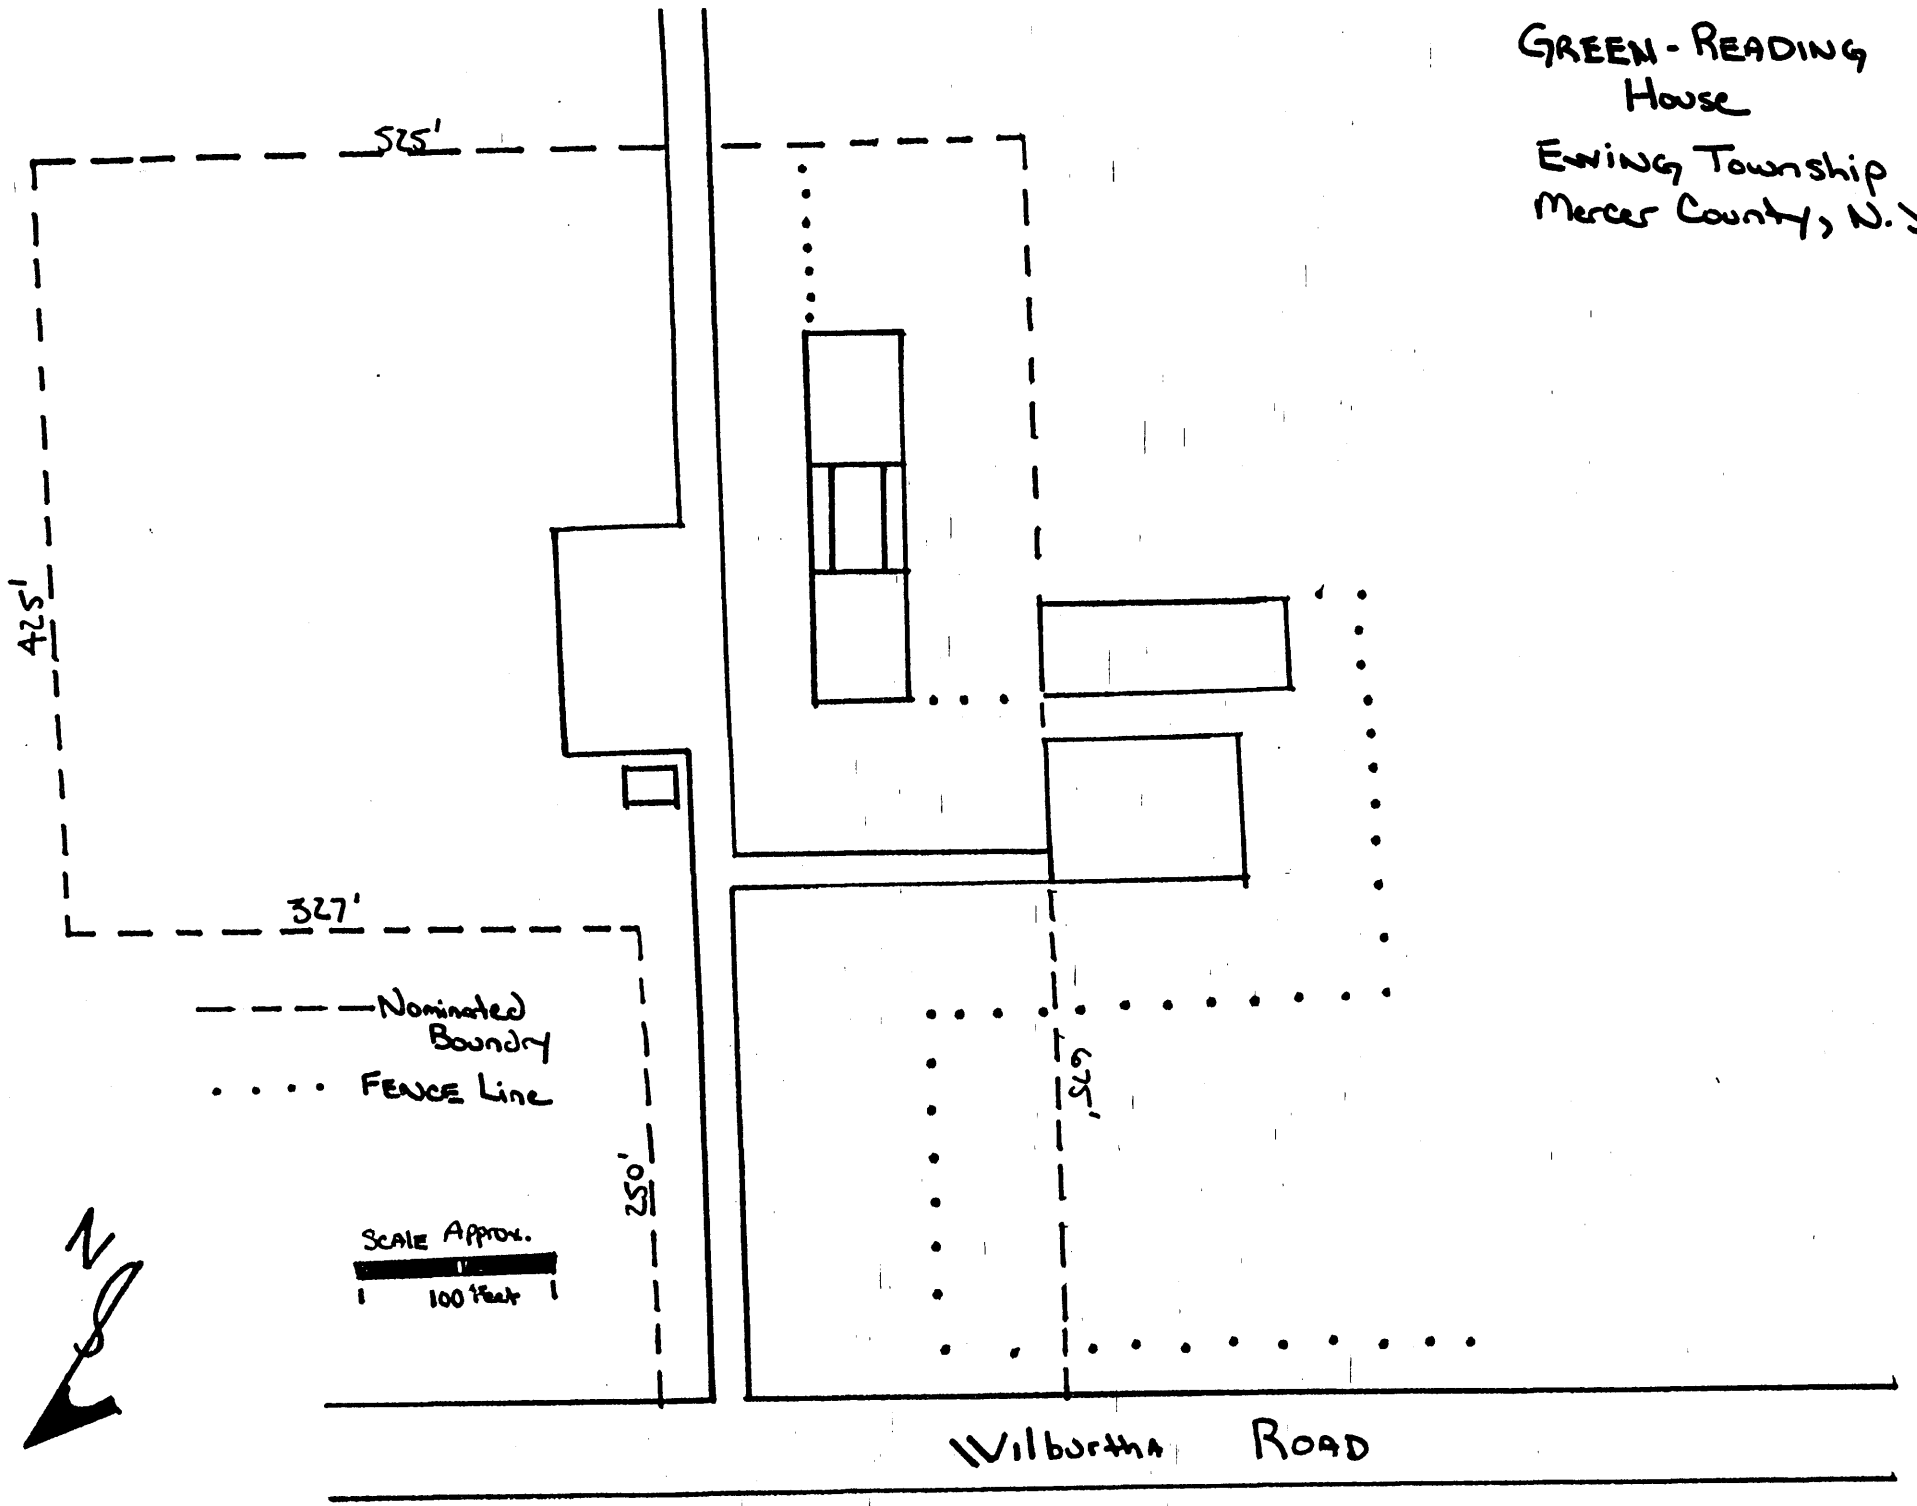 GREEN-READING
House
Ewing Township
Mercer County, N.J
525'
425'
327'
Nominated
Boundry
FENCE Line
675'
250'
N
SCALE Approx.
100 Feet
Wilburtha ROAD